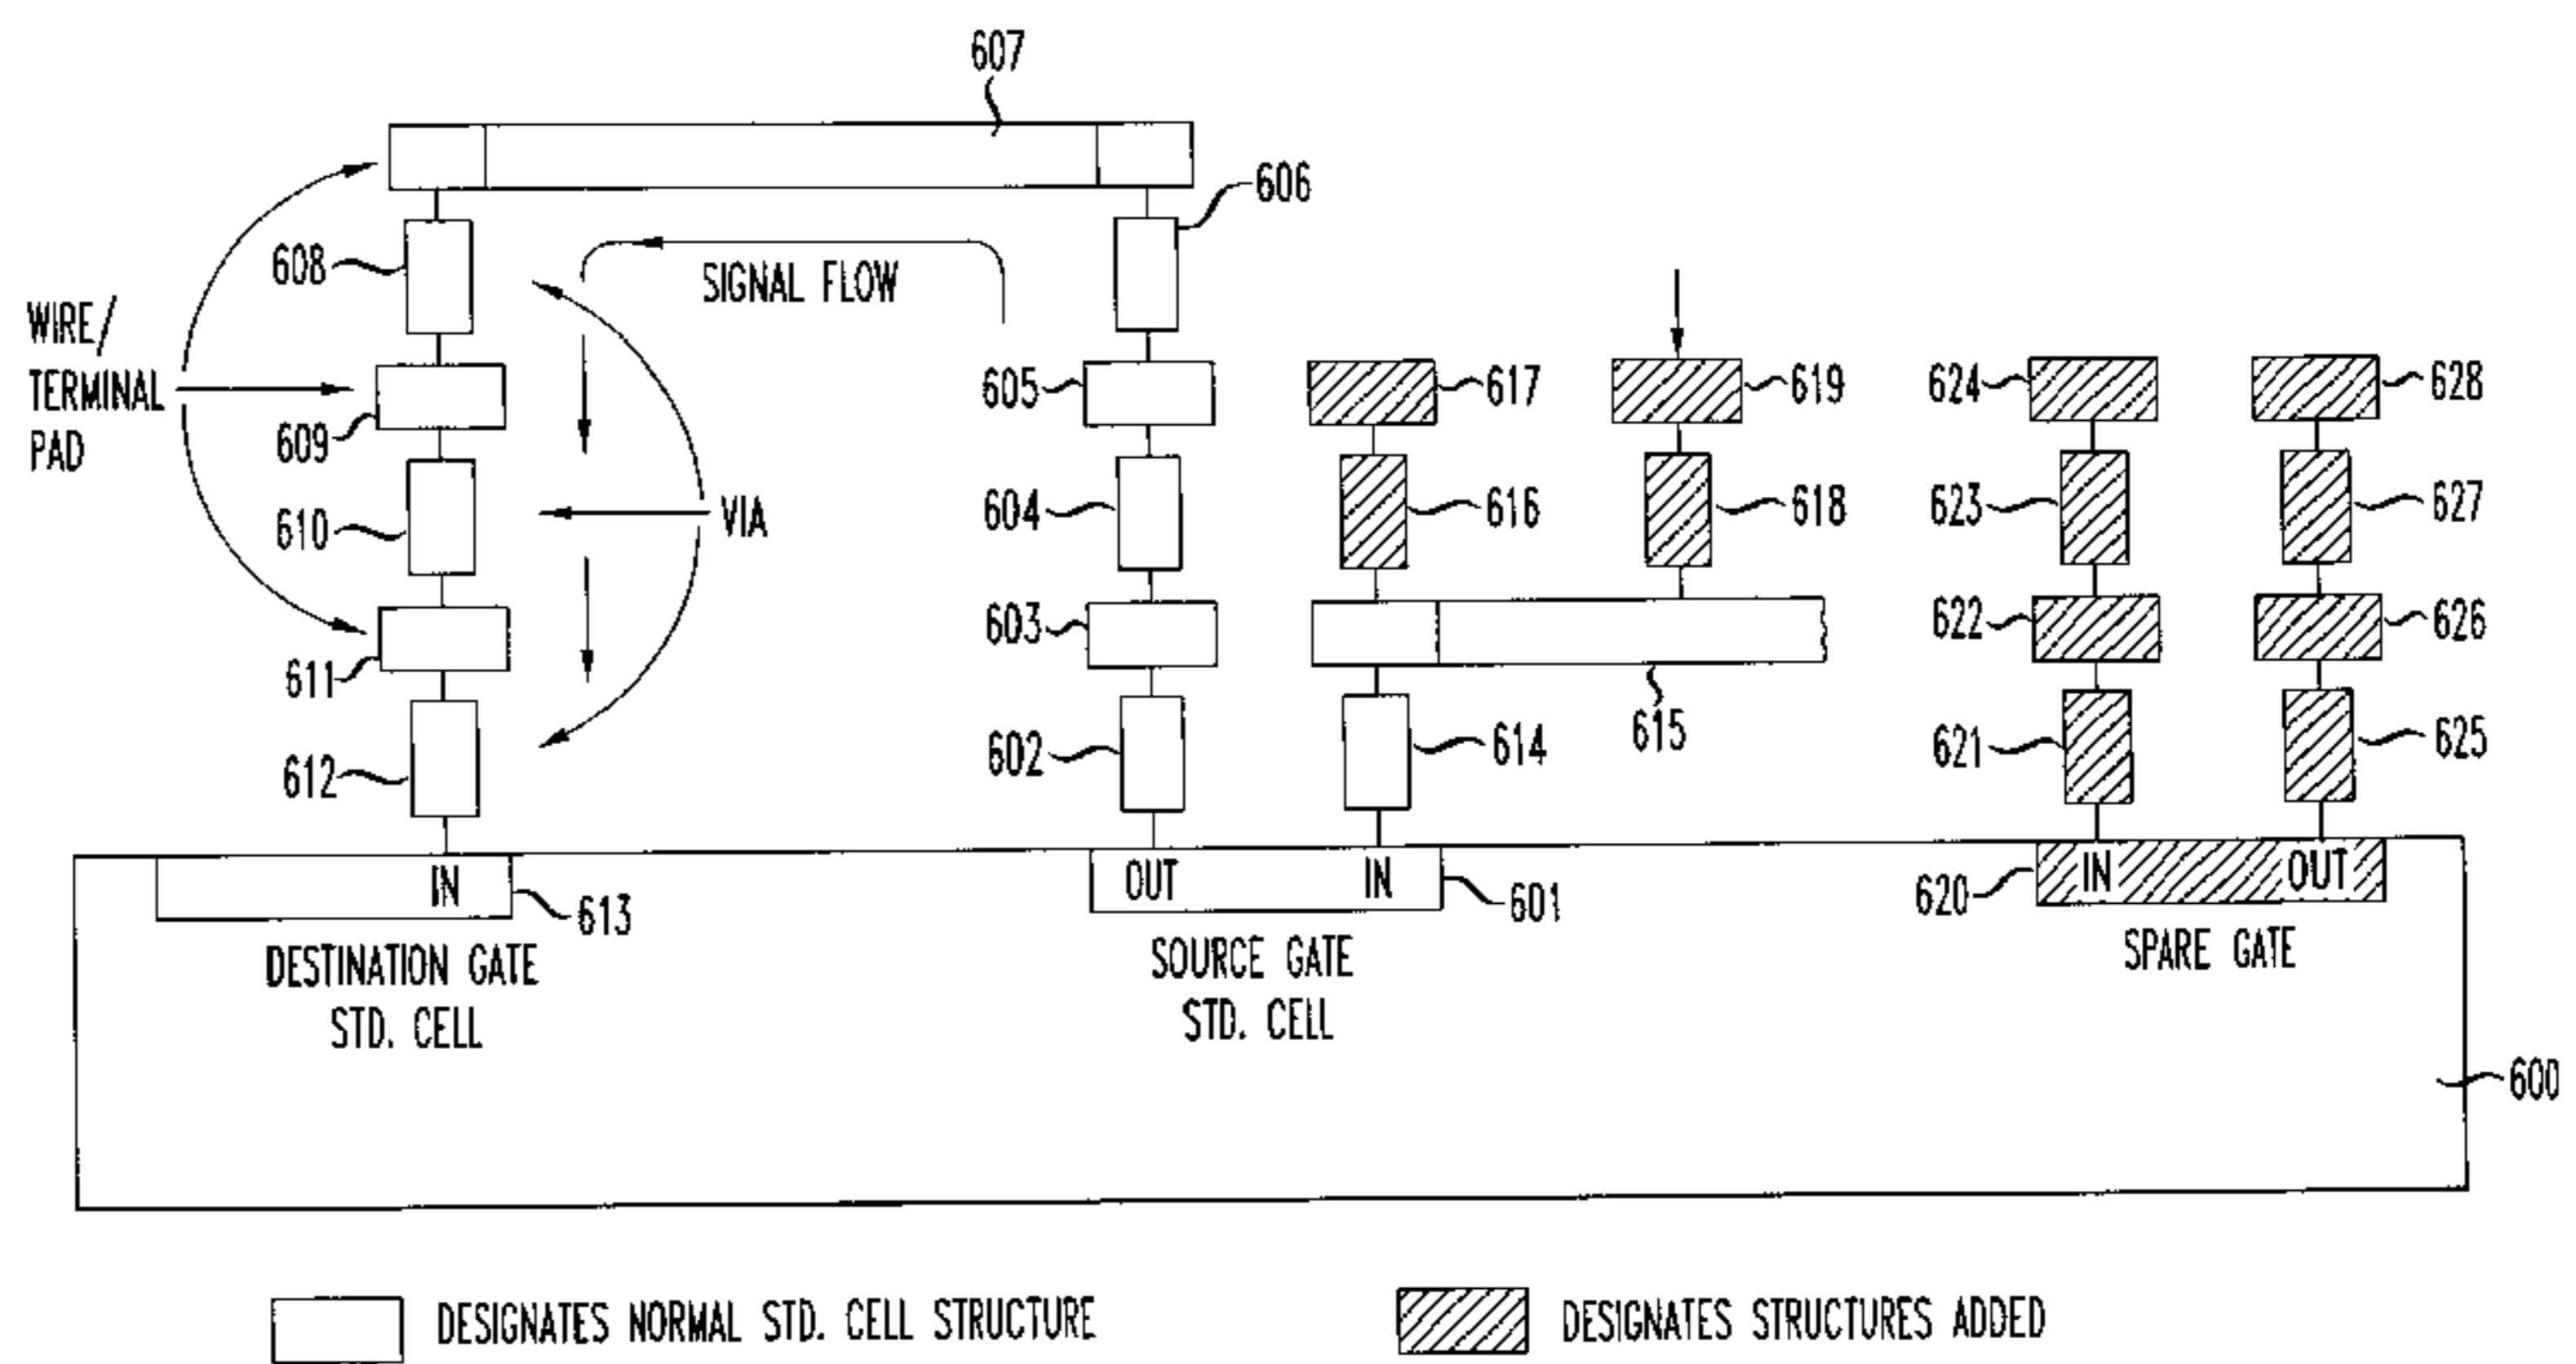 607
606
608
SIGNAL FLOW
WIRE/
TERMINAL
PAD
605
617
619
624
628
609
610
VIA
604
616
618
623
627
603
622
626
611
615
602
614
621
625
612
IN
OUT
IN
IN
OUT
613
601
620
DESTINATION GATE
STD. CELL
SOURCE GATE
STD. CELL
SPARE GATE
600
DESIGNATES NORMAL STD. CELL STRUCTURE
DESIGNATES STRUCTURES ADDED